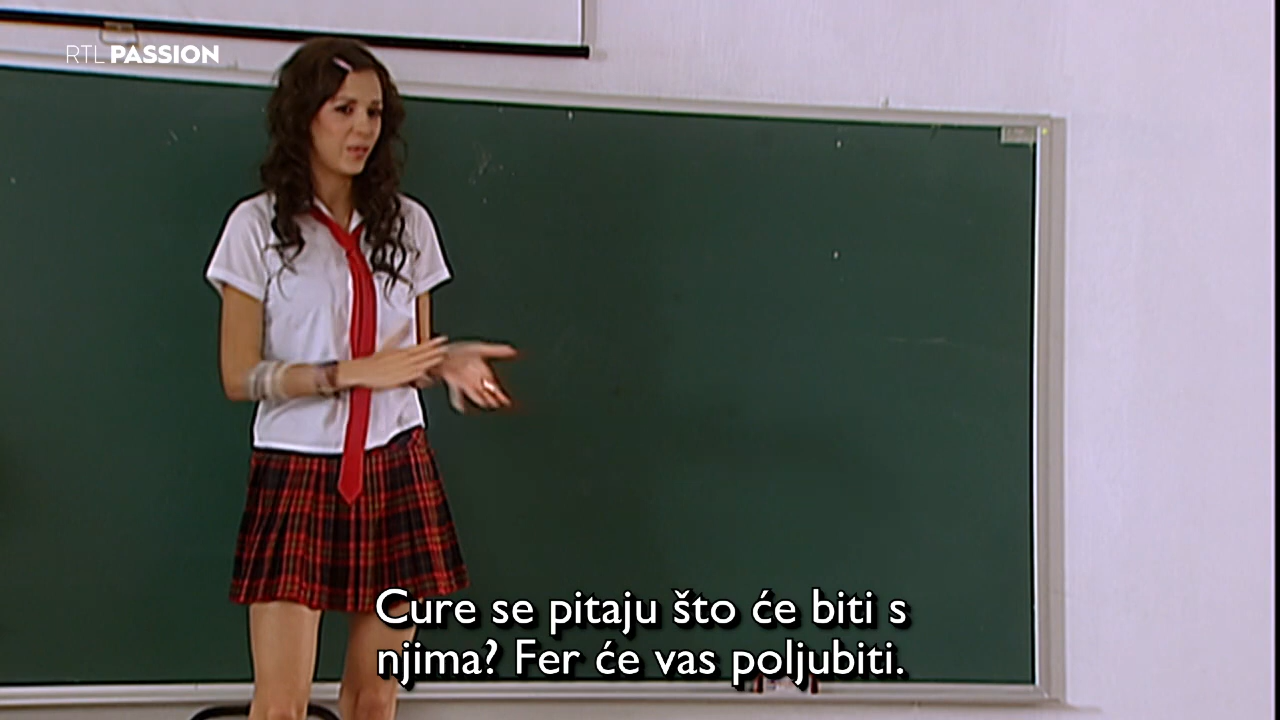 RTL PASSION
Cure se pitaju što će biti s
njima? Fer će vas poljubiti.